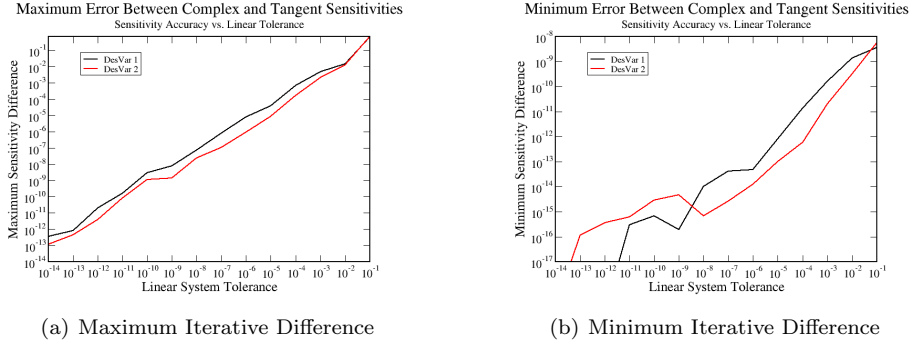 Maximum Error Between Complex and Tangent Sensitivities
Sensitivity Accuracy vs. Linear Tolerance
Maximum Sensitivity Difference
10^-1
10^-2
10^-3
10^-4
10^-5
10^-6
10^-7
10^-8
10^-9
10^-10
10^-11
10^-12
10^-13
10^-14
DesVar 1
DesVar 2
10^-14 10^-13 10^-12 10^-11 10^-10 10^-9 10^-8 10^-7 10^-6 10^-5 10^-4 10^-3 10^-2 10^-1
Linear System Tolerance
(a) Maximum Iterative Difference
Minimum Error Between Complex and Tangent Sensitivities
Sensitivity Accuracy vs. Linear Tolerance
Minimum Sensitivity Difference
10^-8
10^-9
10^-10
10^-11
10^-12
10^-13
10^-14
10^-15
10^-16
10^-17
DesVar 1
DesVar 2
10^-14 10^-13 10^-12 10^-11 10^-10 10^-9 10^-8 10^-7 10^-6 10^-5 10^-4 10^-3 10^-2 10^-1
Linear System Tolerance
(b) Minimum Iterative Difference